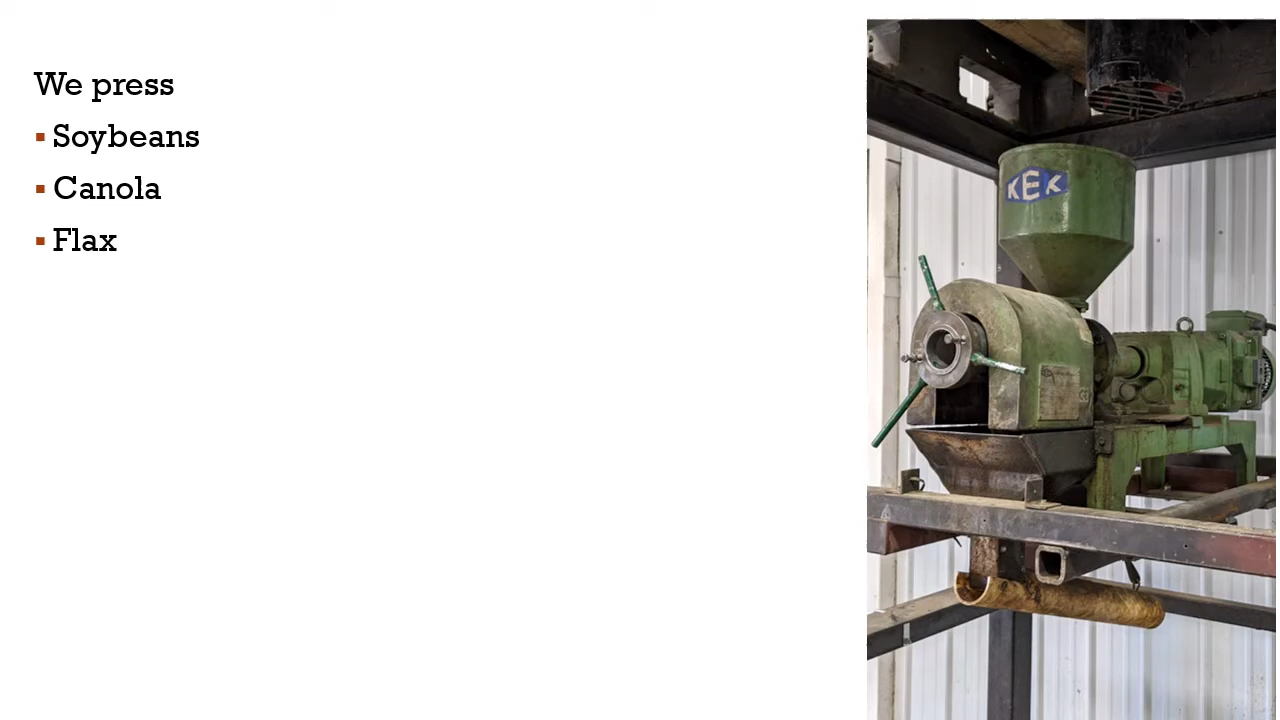 We press
▪ Soybeans
▪ Canola
▪ Flax
KEK